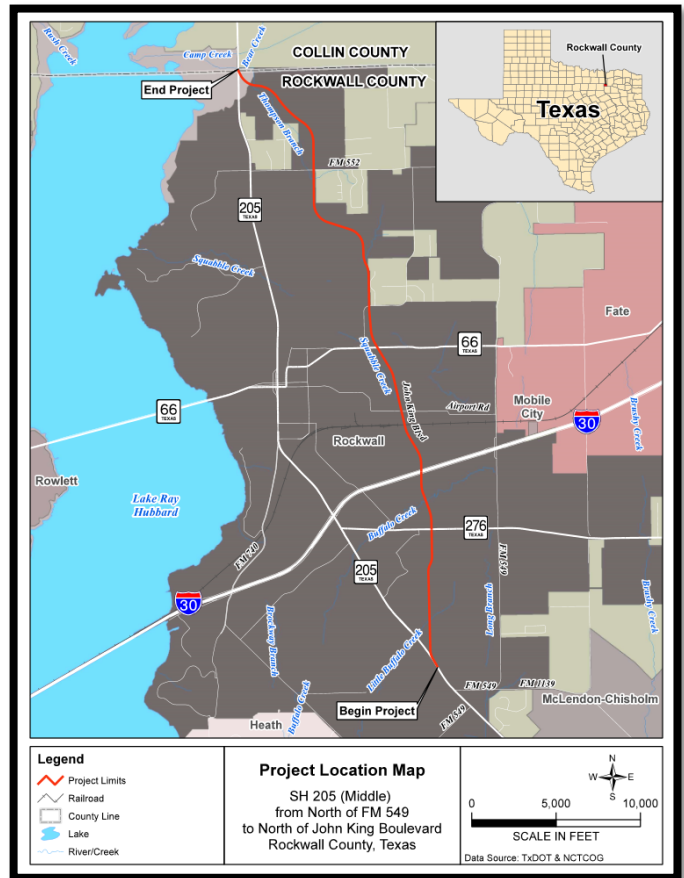 Rush Creek
Camp Creek
Bear Creek
COLLIN COUNTY
ROCKWALL COUNTY
End Project
Thompson Branch
FM 552
205
TEXAS
Squabble Creek
Rockwall County
Texas
Fate
66
TEXAS
Squabble Creek
John King Blvd
Airport Rd
Mobile
City
30
Brushy Creek
66
TEXAS
Rockwall
Rowlett
Lake Ray
Hubbard
Buffalo Creek
276
TEXAS
FM 740
205
TEXAS
FM 549
Long Branch
30
Brockway Branch
Little Buffalo Creek
Brushy Creek
Buffalo Creek
FM 549
FM 1139
McLendon-Chisholm
Begin Project
FM 549
Heath
Legend
Project Limits
Railroad
County Line
Lake
River/Creek
Project Location Map
SH 205 (Middle)
from North of FM 549
to North of John King Boulevard
Rockwall County, Texas
N
W
E
S
0 5,000 10,000
SCALE IN FEET
Data Source: TxDOT & NCTCOG